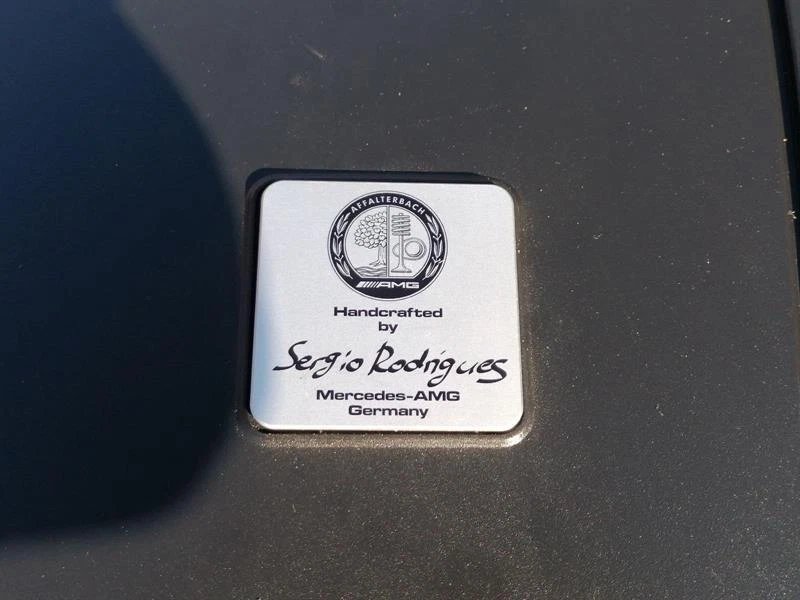 AFFALTERBACH
AMG
Handcrafted
by
Sergio Rodrigues
Mercedes-AMG
Germany